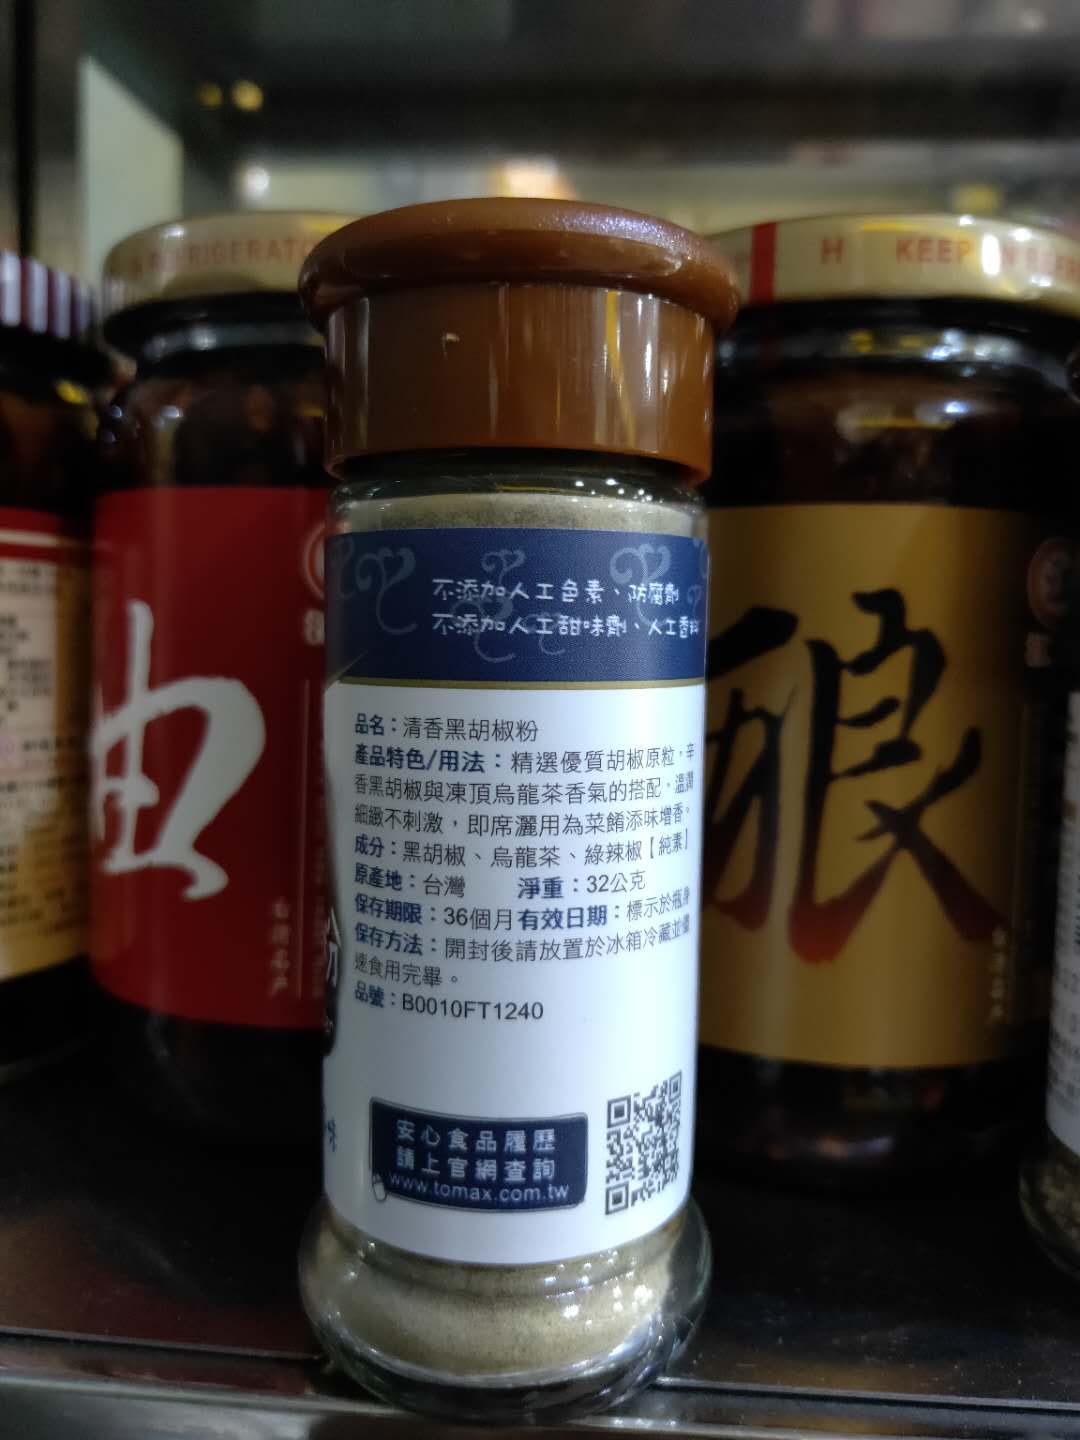 REFRIGERATO
H KEEP IN REFR
不添加人工色素、防腐劑
不添加人工甜味劑、人工香料
品名：清香黑胡椒粉
產品特色/用法：精選優質胡椒原粒，辛
香黑胡椒與凍頂烏龍茶香氣的搭配，溫潤
細緻不刺激，即席灑用為菜餚添味增香。
成分：黑胡椒、烏龍茶、綠辣椒【純素】
原產地：台灣 淨重：32公克
保存期限：36個月有效日期：標示於瓶身
保存方法：開封後請放置於冰箱冷藏並儘
速食用完畢。
品號：B0010FT1240
安心食品履歷
請上官網查詢
www.tomax.com.tw
油
釀
粉